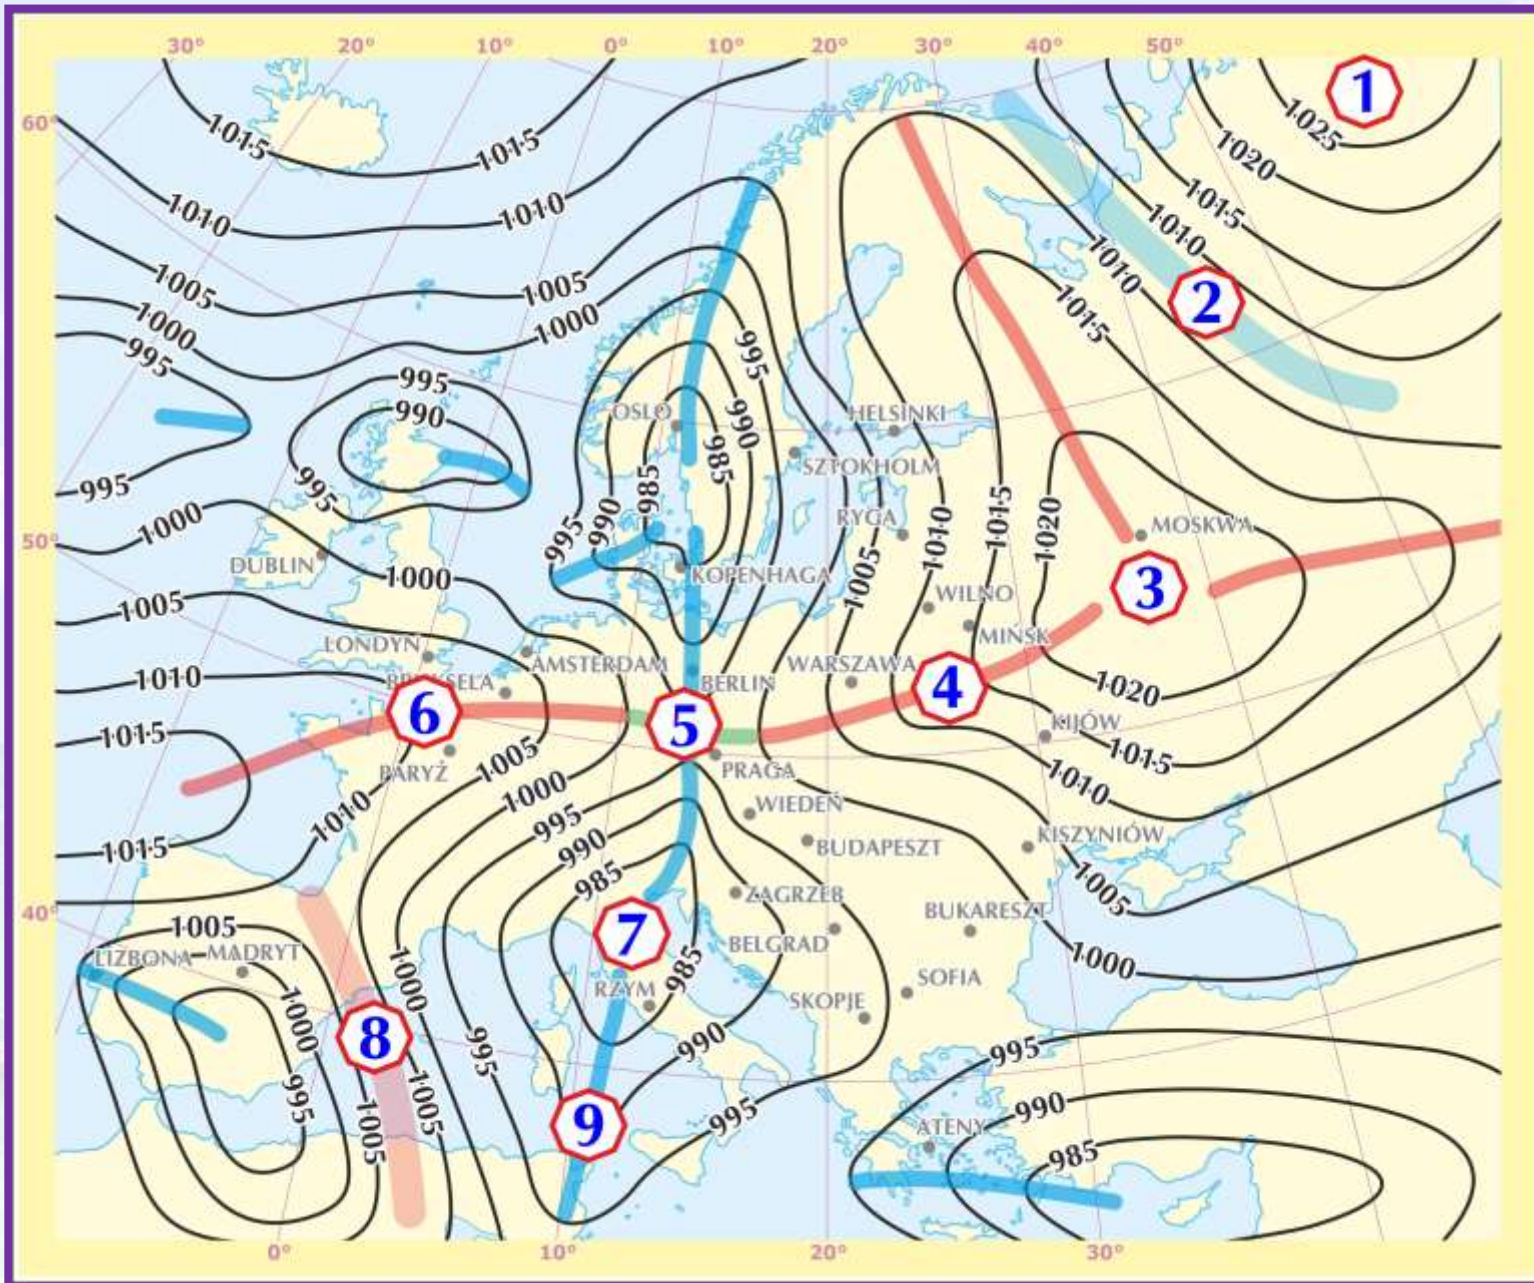 30° 20° 10° 0° 10° 20° 30° 40° 50°
1
1025
1015 1015 1020
60°
1010 1010 1015
1010
1010
1005 1005
2
1000 1000 1015
995 995
995
990 990
OSLO HELSINKI
985
SZTOKHOLM
995 995 985
1000 990 RYGA 1010 1015 1020 MOSKWA
50°
995
DUBLIN 1000 KOPENHAGA 1005
3
1005 WILNO
LONDYN MIŃSK
1010 AMSTERDAM WARSZAWA
BERLIN 4 1020
6 5
1015 KIJÓW
PARYŻ 1005 PRAGA 1015
1000 1010
1010 995 WIEDEŃ
1015 990 BUDAPESZT KISZYNIÓW
985 1005
40° ZAGRZEB BUKARESZT
1005 7 BELGRAD
LIZBONA MADRYT 1000 985 1000
RZYM SKOPJE SOFIA
1000
8
995 990 995
995 1005 1005 990
9 995 ATENY
985
0° 10° 20° 30°